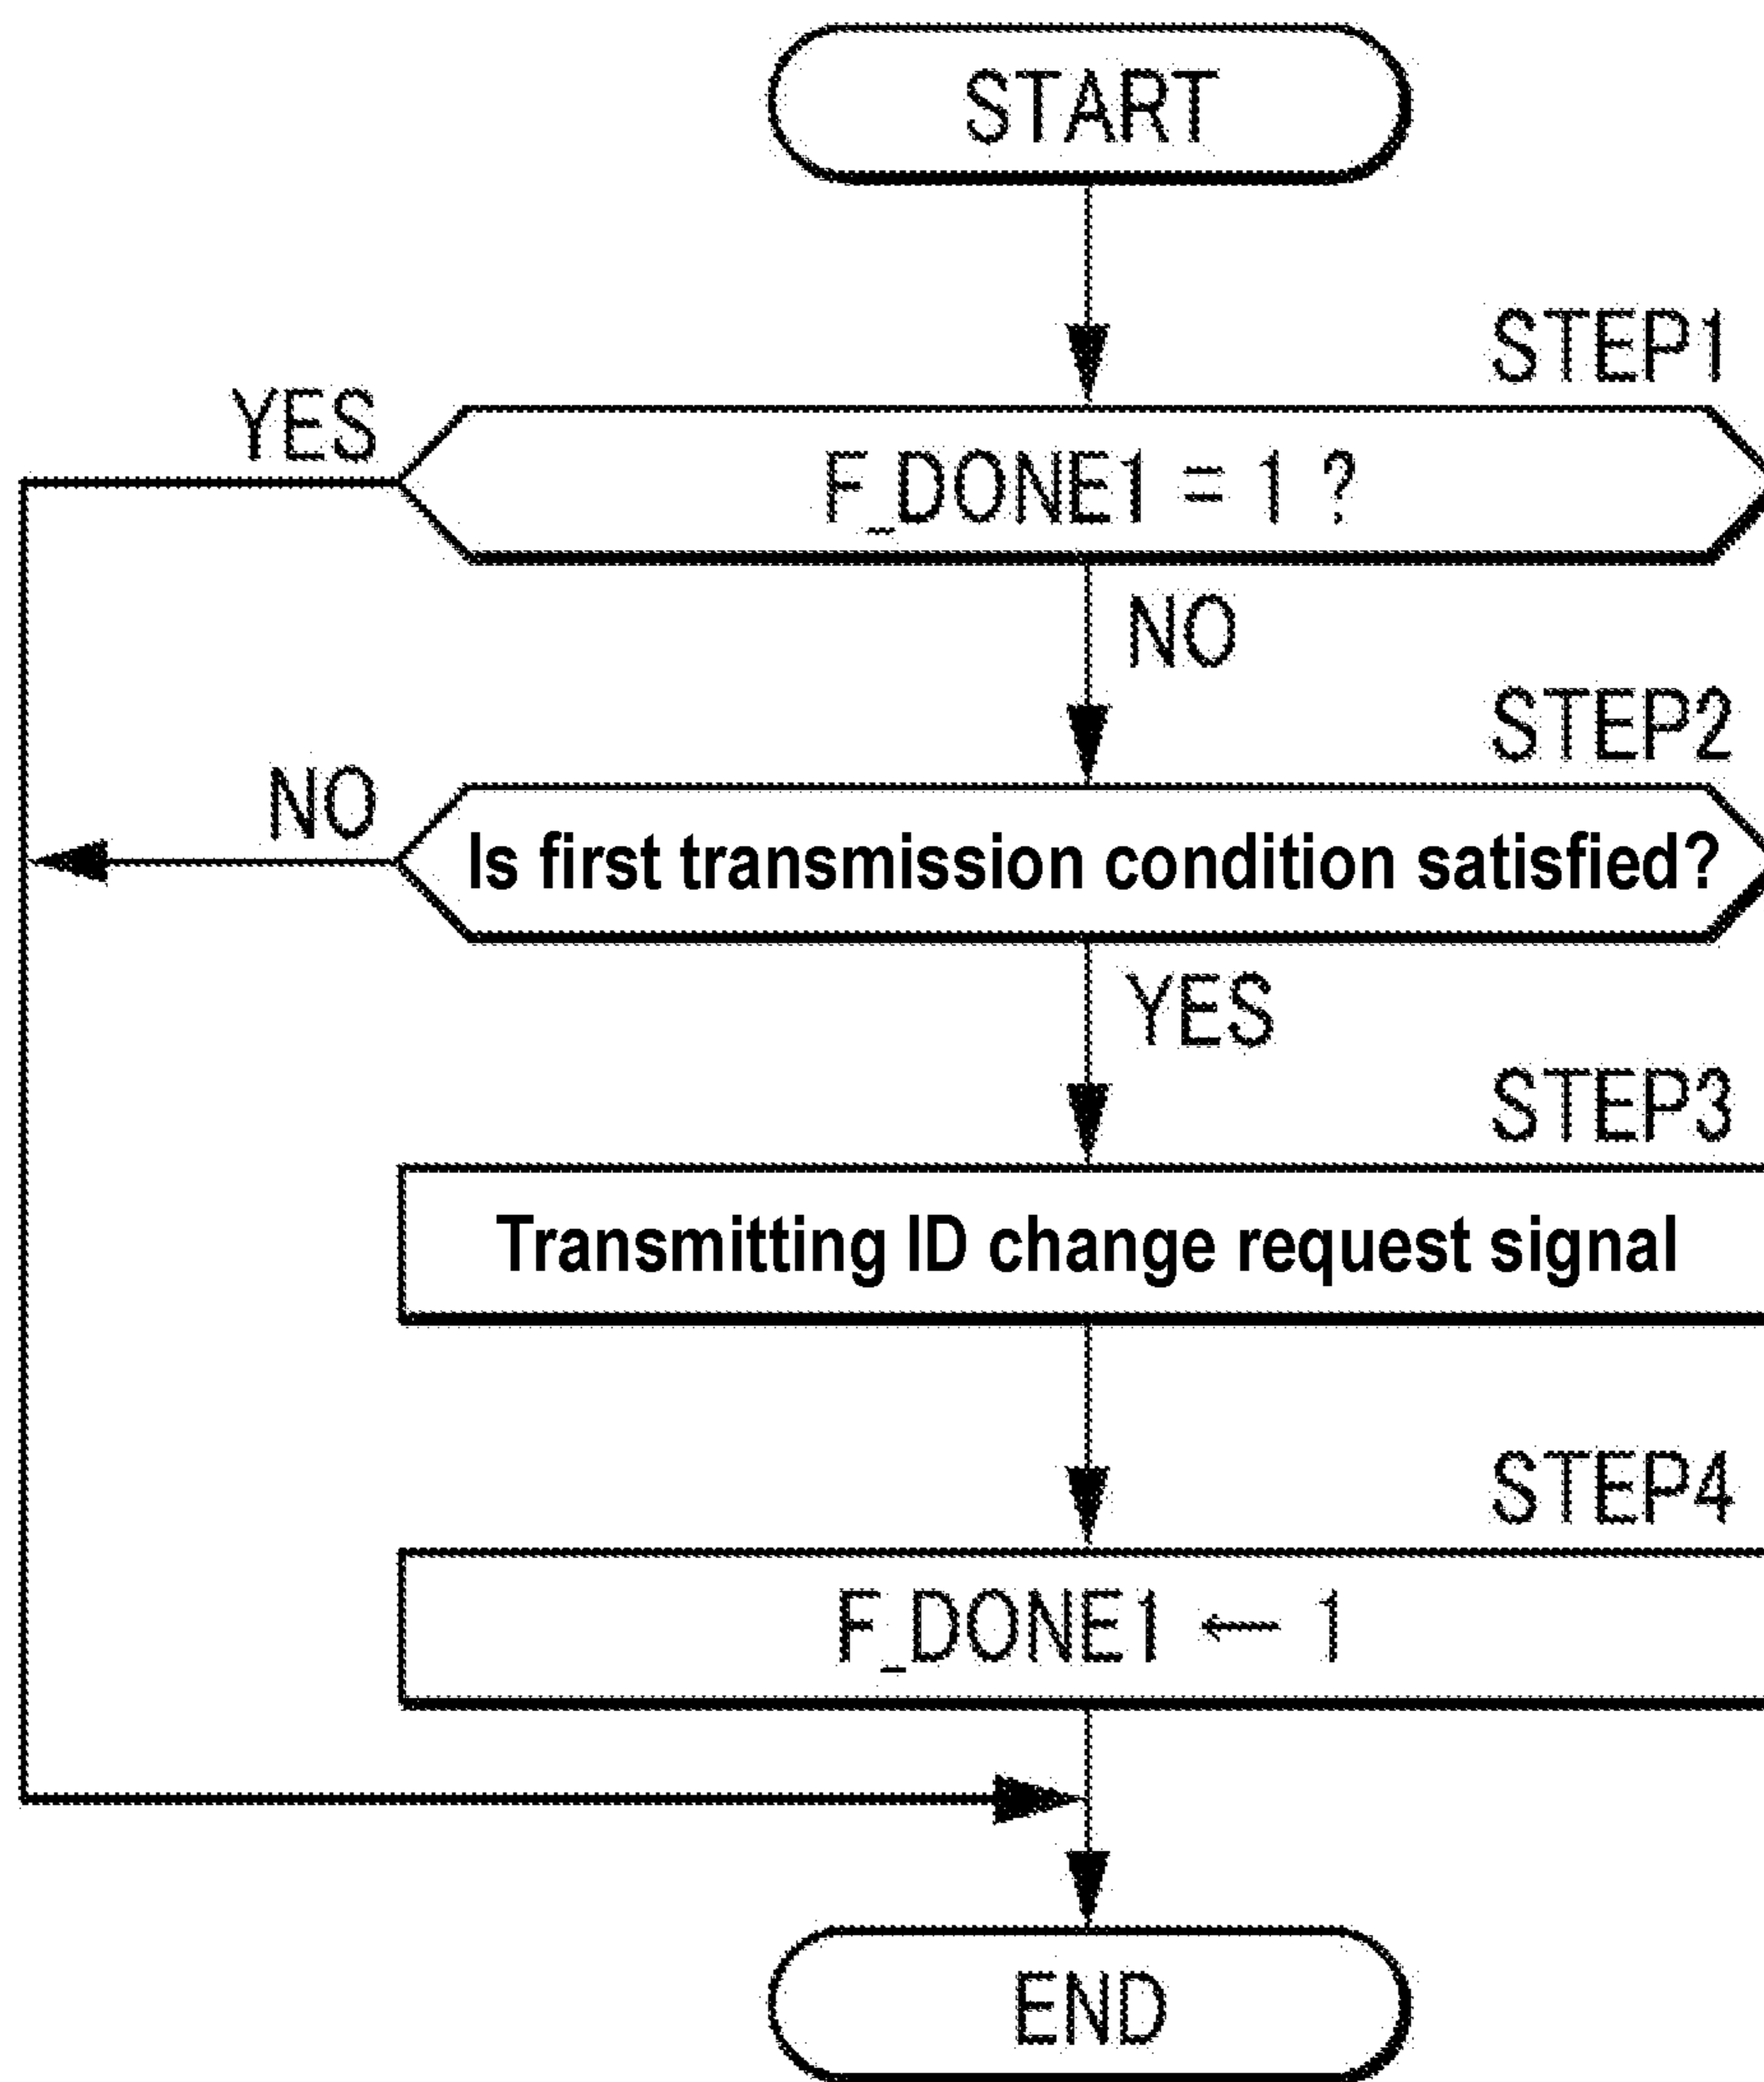 START
STEP1
YES
F_DONE1 = 1 ?
NO
STEP2
NO
Is first transmission condition satisfied?
YES
STEP3
Transmitting ID change request signal
STEP4
F_DONE1 ← 1
END